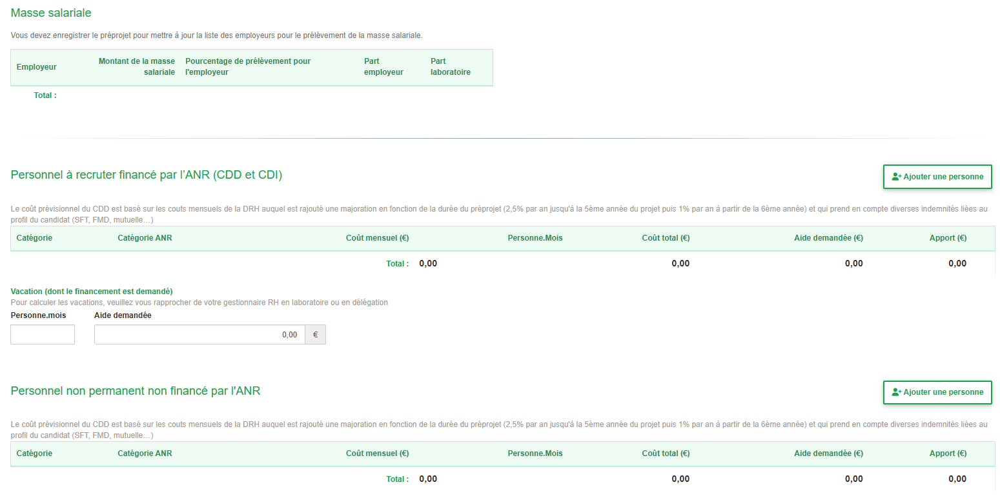 Masse salariale
Vous devez enregistrer le préprojet pour mettre à jour la liste des employeurs pour le prélèvement de la masse salariale.
Employeur
Montant de la masse
salariale
Pourcentage de prélèvement pour
l'employeur
Part
employeur
Part
laboratoire
Total :
Personnel à recruter financé par l'ANR (CDD et CDI)
Ajouter une personne
Le coût prévisionnel du CDD est basé sur les couts mensuels de la DRH auquel est rajouté une majoration en fonction de la durée du préprojet (2,5% par an jusqu'à la 5ème année du projet puis 1% par an à partir de la 6ème année) et qui prend en compte diverses indemnités liées au
profil du candidat (SFT, FMD, mutuelle…)
Catégorie Catégorie ANR Coût mensuel (€) Personne.Mois Coût total (€) Aide demandée (€) Apport (€)
Total : 0,00 0,00 0,00 0,00
Vacation (dont le financement est demandé)
Pour calculer les vacations, veuillez vous rapprocher de votre gestionnaire RH en laboratoire ou en délégation
Personne.mois Aide demandée
0,00 €
Personnel non permanent non financé par l'ANR
Ajouter une personne
Le coût prévisionnel du CDD est basé sur les couts mensuels de la DRH auquel est rajouté une majoration en fonction de la durée du préprojet (2,5% par an jusqu'à la 5ème année du projet puis 1% par an à partir de la 6ème année) et qui prend en compte diverses indemnités liées au
profil du candidat (SFT, FMD, mutuelle…)
Catégorie Catégorie ANR Coût mensuel (€) Personne.Mois Coût total (€) Aide demandée (€) Apport (€)
Total : 0,00 0,00 0,00 0,00